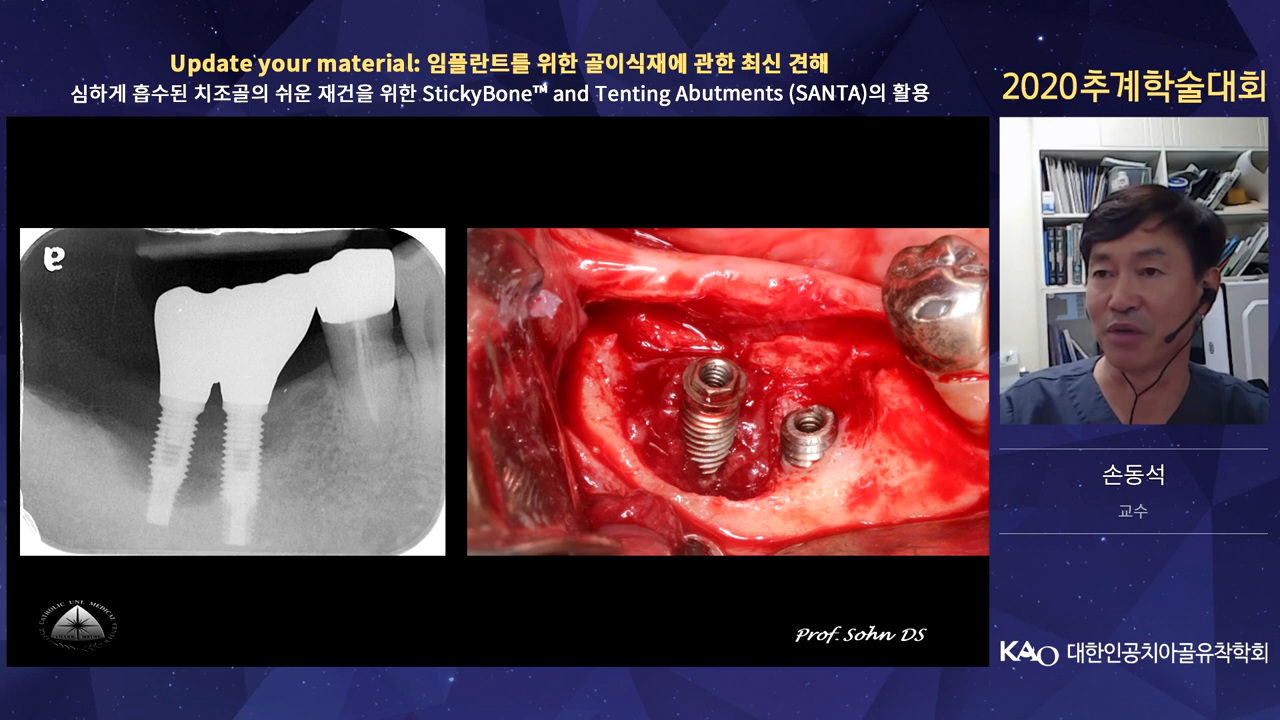 Update your material: 임플란트를 위한 골이식재에 관한 최신 견해
심하게 흡수된 치조골의 쉬운 재건을 위한 StickyBone™ and Tenting Abutments (SANTA)의 활용
2020추계학술대회
Prof. Sohn DS
손동석
교수
KAO 대한인공치아골유착학회